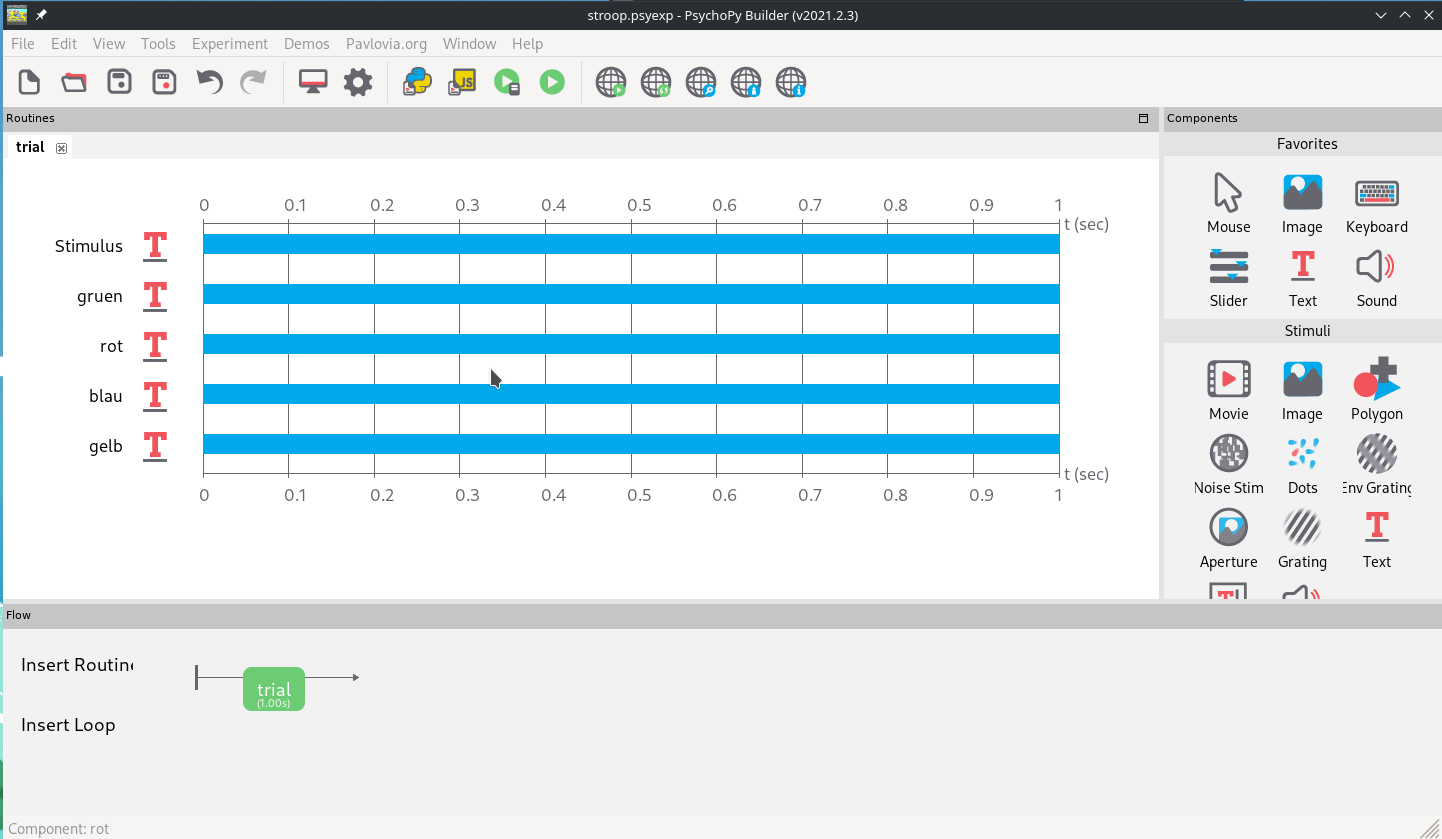 stroop.psyexp - PsychoPy Builder (v2021.2.3)
File Edit View Tools Experiment Demos Pavlovia.org Window Help
JS
Routines
trial
0 0.1 0.2 0.3 0.4 0.5 0.6 0.7 0.8 0.9 1
t (sec)
Stimulus
gruen
rot
blau
gelb
t (sec)
0 0.1 0.2 0.3 0.4 0.5 0.6 0.7 0.8 0.9 1
Components
Favorites
Mouse Image Keyboard
Slider Text Sound
Stimuli
Movie Image Polygon
Noise Stim Dots Env Grating
Aperture Grating Text
Flow
Insert Routine
Insert Loop
trial
(1.00s)
Component: rot